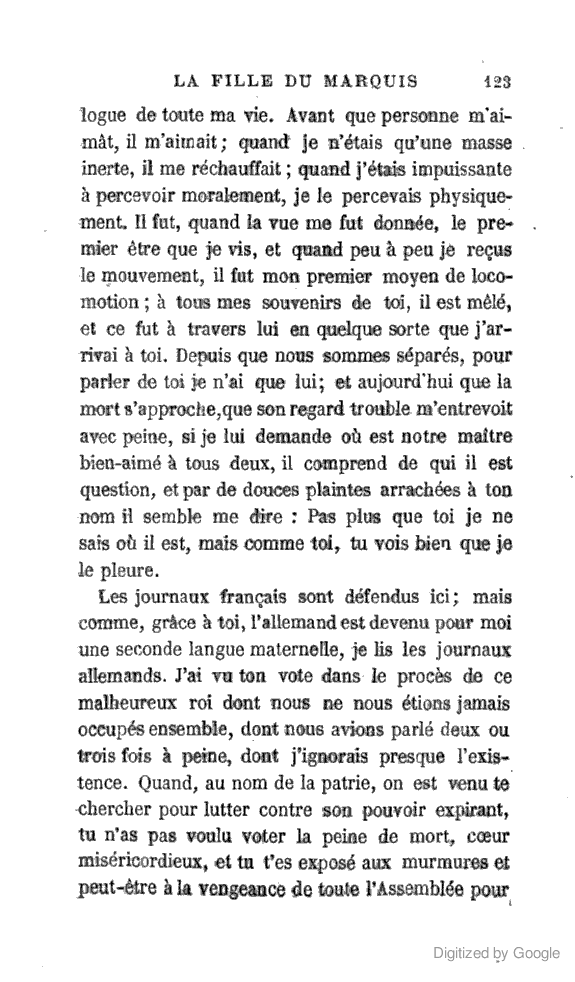 LA FILLE DU MARQUIS 123
logue de toute ma vie. Avant que personne m'ai-
mât, il m'aimait ; quand je n'étais qu'une masse
inerte, il me réchauffait ; quand j'étais impuissante
à percevoir moralement, je le percevais physique-
ment. Il fut, quand la vue me fut donnée, le pre-
mier être que je vis, et quand peu à peu je reçus
le mouvement, il fut mon premier moyen de loco-
motion ; à tous mes souvenirs de toi, il est mêlé,
et ce fut à travers lui en quelque sorte que j'ar-
rivai à toi. Depuis que nous sommes séparés, pour
parler de toi je n'ai que lui; et aujourd'hui que la
mort s'approche, que son regard trouble m'entrevoit
avec peine, si je lui demande où est notre maître
bien-aimé à tous deux, il comprend de qui il est
question, et par de douces plaintes arrachées à ton
nom il semble me dire : Pas plus que toi je ne
sais où il est, mais comme toi, tu vois bien que je
le pleure.
Les journaux français sont défendus ici; mais
comme, grâce à toi, l'allemand est devenu pour moi
une seconde langue maternelle, je lis les journaux
allemands. J'ai vu ton vote dans le procès de ce
malheureux roi dont nous ne nous étions jamais
occupés ensemble, dont nous avions parlé deux ou
trois fois à peine, dont j'ignorais presque l'exis-
tence. Quand, au nom de la patrie, on est venu te
chercher pour lutter contre son pouvoir expirant,
tu n'as pas voulu voter la peine de mort, cœur
miséricordieux, et tu t'es exposé aux murmures et
peut-être à la vengeance de toute l'Assemblée pour
Digitized by Google